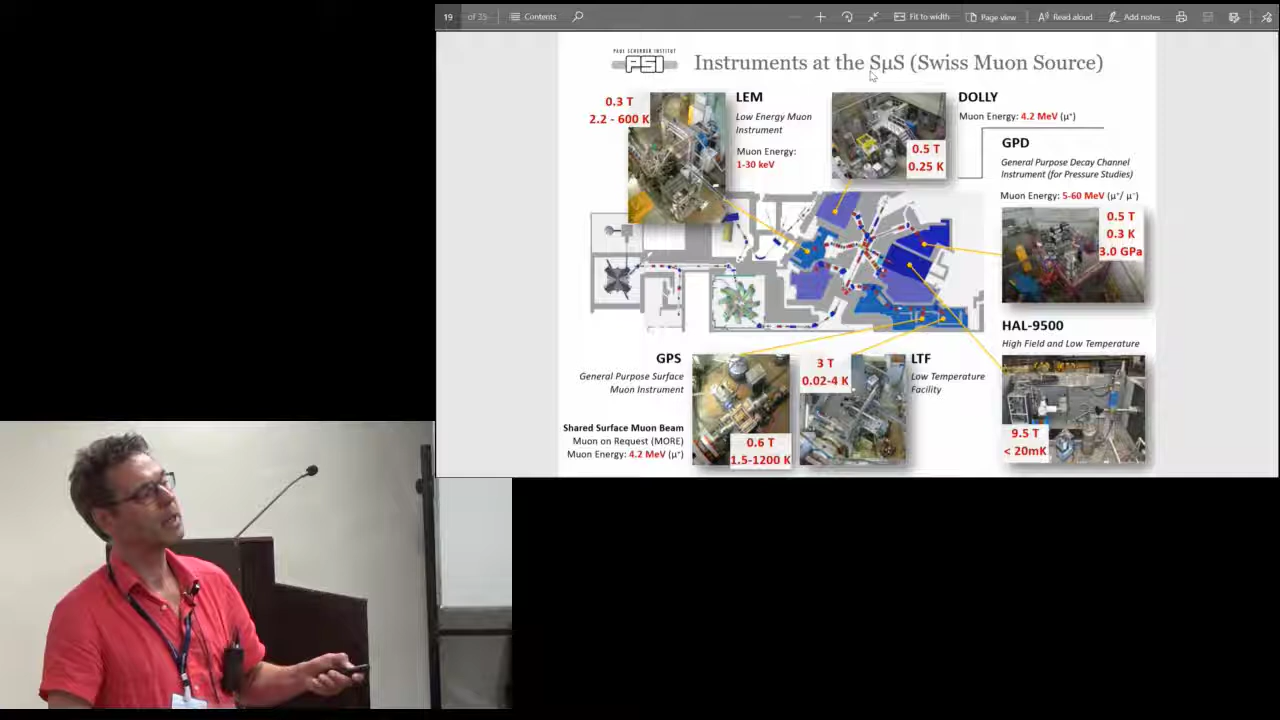 19 of 35 Contents Fit to width Page view Read aloud Add notes
PAUL SCHERRER INSTITUT
PSI
Instruments at the SµS (Swiss Muon Source)
0.3 T
2.2 - 600 K
LEM
Low Energy Muon
Instrument
Muon Energy:
1-30 keV
0.5 T
0.25 K
DOLLY
Muon Energy: 4.2 MeV (µ⁺)
GPD
General Purpose Decay Channel
Instrument (for Pressure Studies)
Muon Energy: 5-60 MeV (µ⁺/ µ⁻)
0.5 T
0.3 K
3.0 GPa
HAL-9500
High Field and Low Temperature
9.5 T
< 20mK
GPS
General Purpose Surface
Muon Instrument
Shared Surface Muon Beam
Muon on Request (MORE)
Muon Energy: 4.2 MeV (µ⁺)
0.6 T
1.5-1200 K
3 T
0.02-4 K
LTF
Low Temperature
Facility